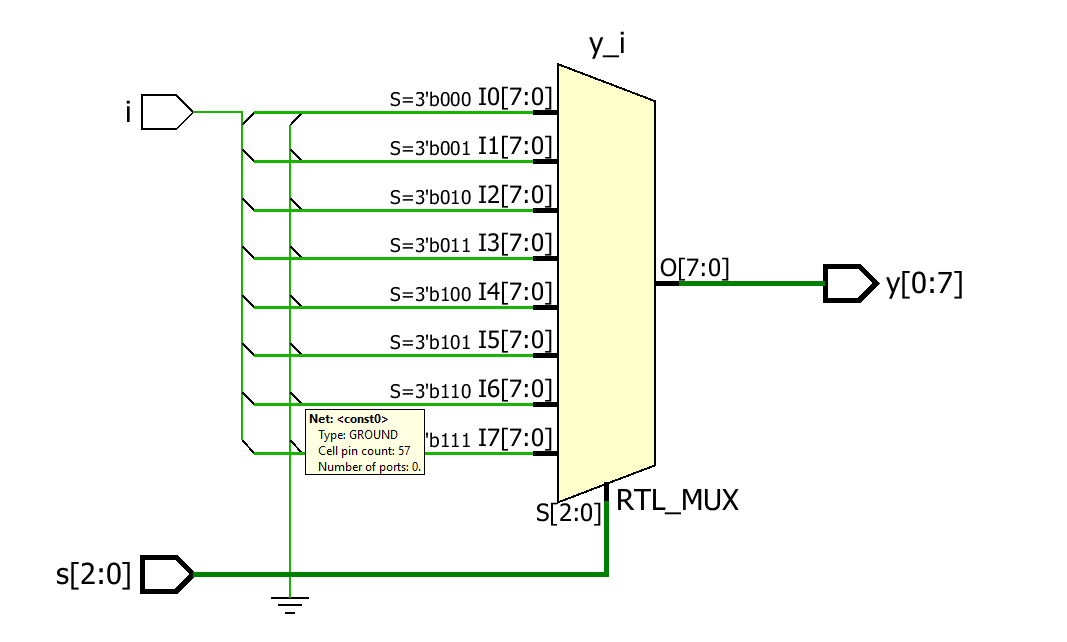 y_i
i
S=3'b000 I0[7:0]
S=3'b001 I1[7:0]
S=3'b010 I2[7:0]
S=3'b011 I3[7:0]
S=3'b100 I4[7:0]
S=3'b101 I5[7:0]
S=3'b110 I6[7:0]
'b111 I7[7:0]
Net: <const0>
Type: GROUND
Cell pin count: 57
Number of ports: 0.
O[7:0]
y[0:7]
S[2:0]
RTL_MUX
s[2:0]